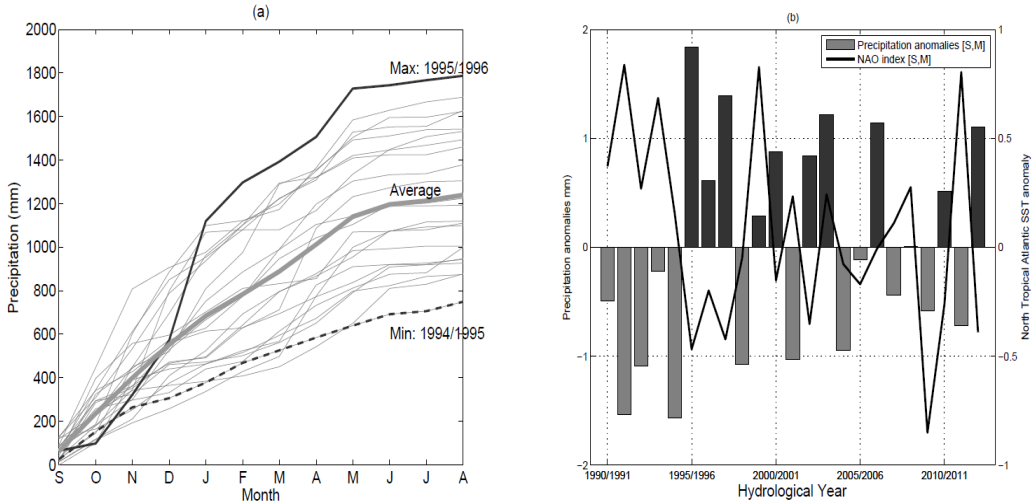 (a)
Precipitation (mm)
2000
1800
1600
1400
1200
1000
800
600
400
200
0
Max: 1995/1996
Average
Min: 1994/1995
S O N D J F M A M J J A
Month
(b)
Precipitation anomalies (mm)
2
1
0
−1
−2
Precipitation anomalies [S,M]
NAO index [S,M]
1
0.5
0
−0.5
−1
North Tropical Atlantic SST anomaly
1990/1991 1995/1996 2000/2001 2005/2006 2010/2011
Hydrological Year